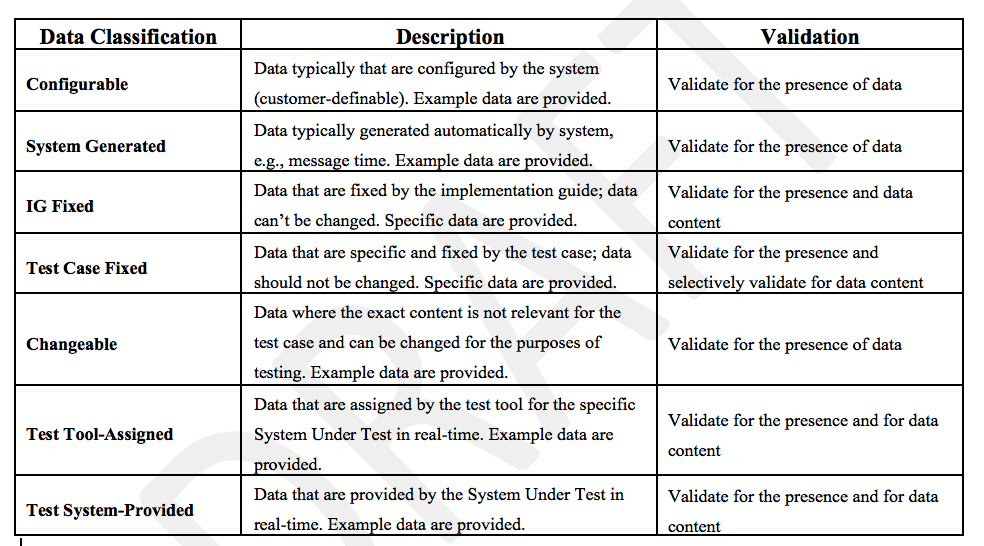 DRAFT
Data Classification Description Validation
Configurable
Data typically that are configured by the system
(customer-definable). Example data are provided.
Validate for the presence of data
System Generated
Data typically generated automatically by system,
e.g., message time. Example data are provided.
Validate for the presence of data
IG Fixed
Data that are fixed by the implementation guide; data
can’t be changed. Specific data are provided.
Validate for the presence and data
content
Test Case Fixed
Data that are specific and fixed by the test case; data
should not be changed. Specific data are provided.
Validate for the presence and
selectively validate for data content
Changeable
Data where the exact content is not relevant for the
test case and can be changed for the purposes of
testing. Example data are provided.
Validate for the presence of data
Test Tool-Assigned
Data that are assigned by the test tool for the specific
System Under Test in real-time. Example data are
provided.
Validate for the presence and for data
content
Test System-Provided
Data that are provided by the System Under Test in
real-time. Example data are provided.
Validate for the presence and for data
content